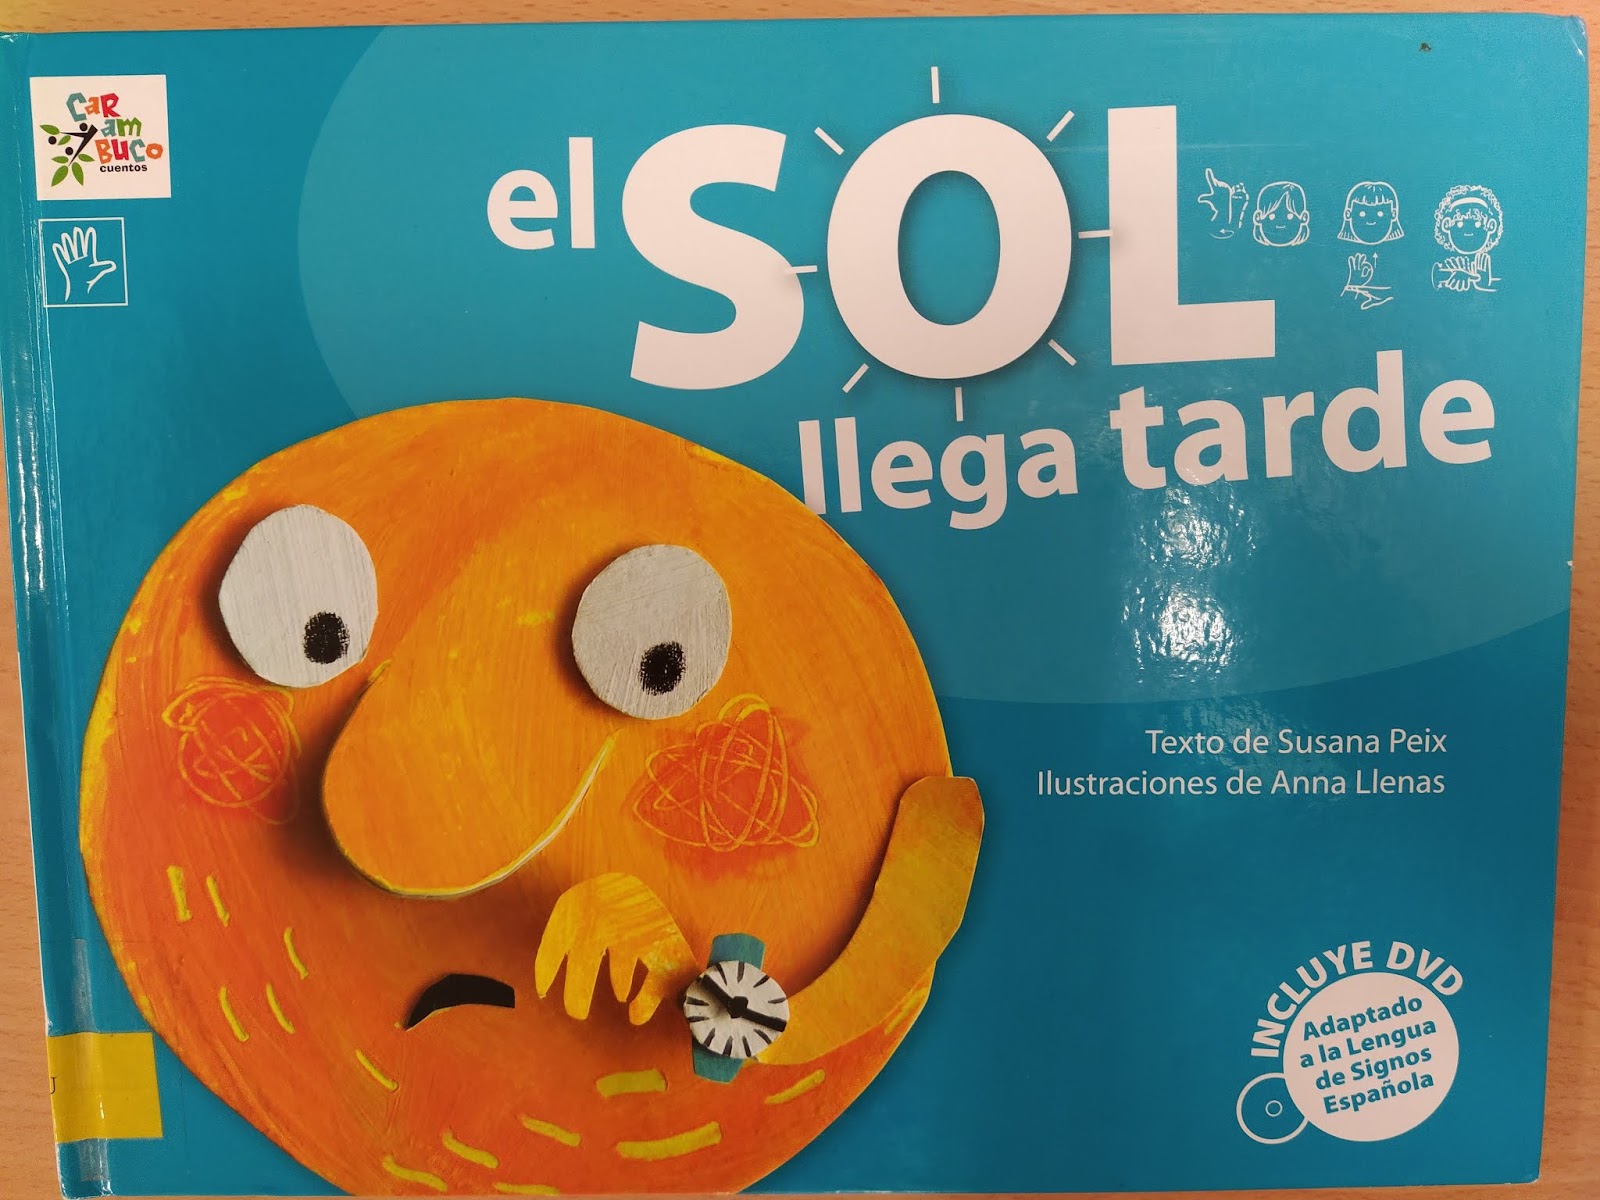 CaR
am
BUCO
cuentos
el SOL
llega tarde
Texto de Susana Peix
Ilustraciones de Anna Llenas
INCLUYE DVD
Adaptado
a la Lengua
de Signos
Española
U